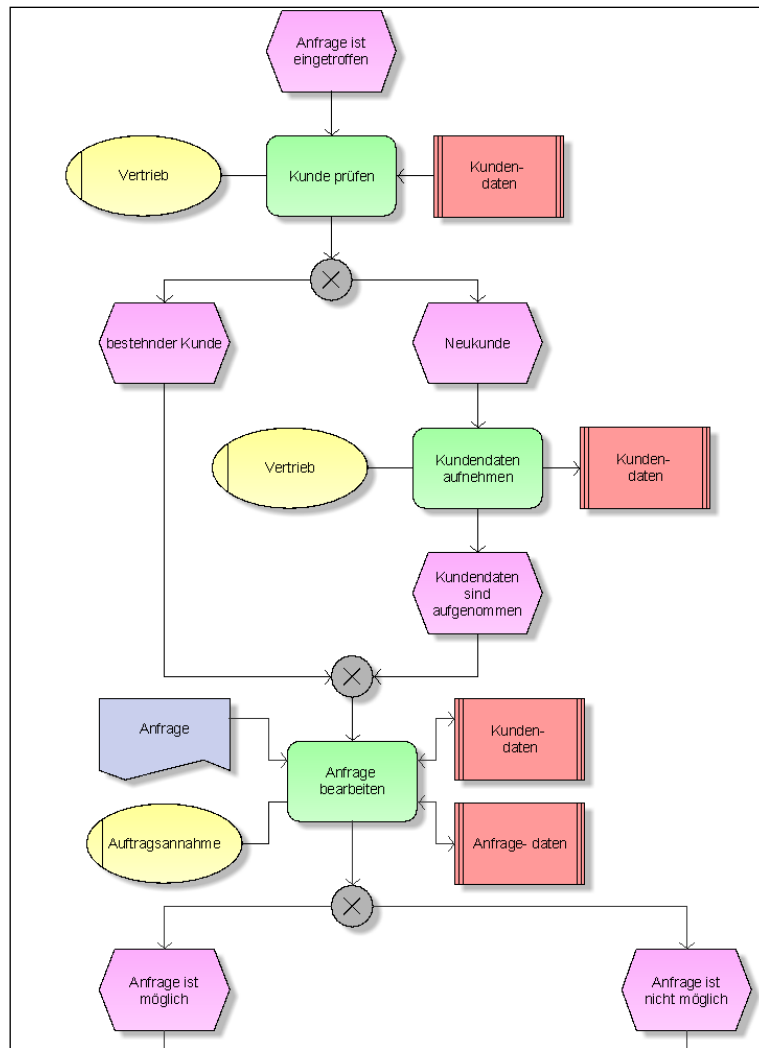 Anfrage ist
eingetroffen
Vertrieb
Kunde prüfen
Kunden-
daten
bestehnder Kunde
Neukunde
Vertrieb
Kundendaten
aufnehmen
Kunden-
daten
Kundendaten
sind
aufgenommen
Anfrage
Kunden-
daten
Anfrage
bearbeiten
Auftragsannahme
Anfrage- daten
Anfrage ist
möglich
Anfrage ist
nicht möglich